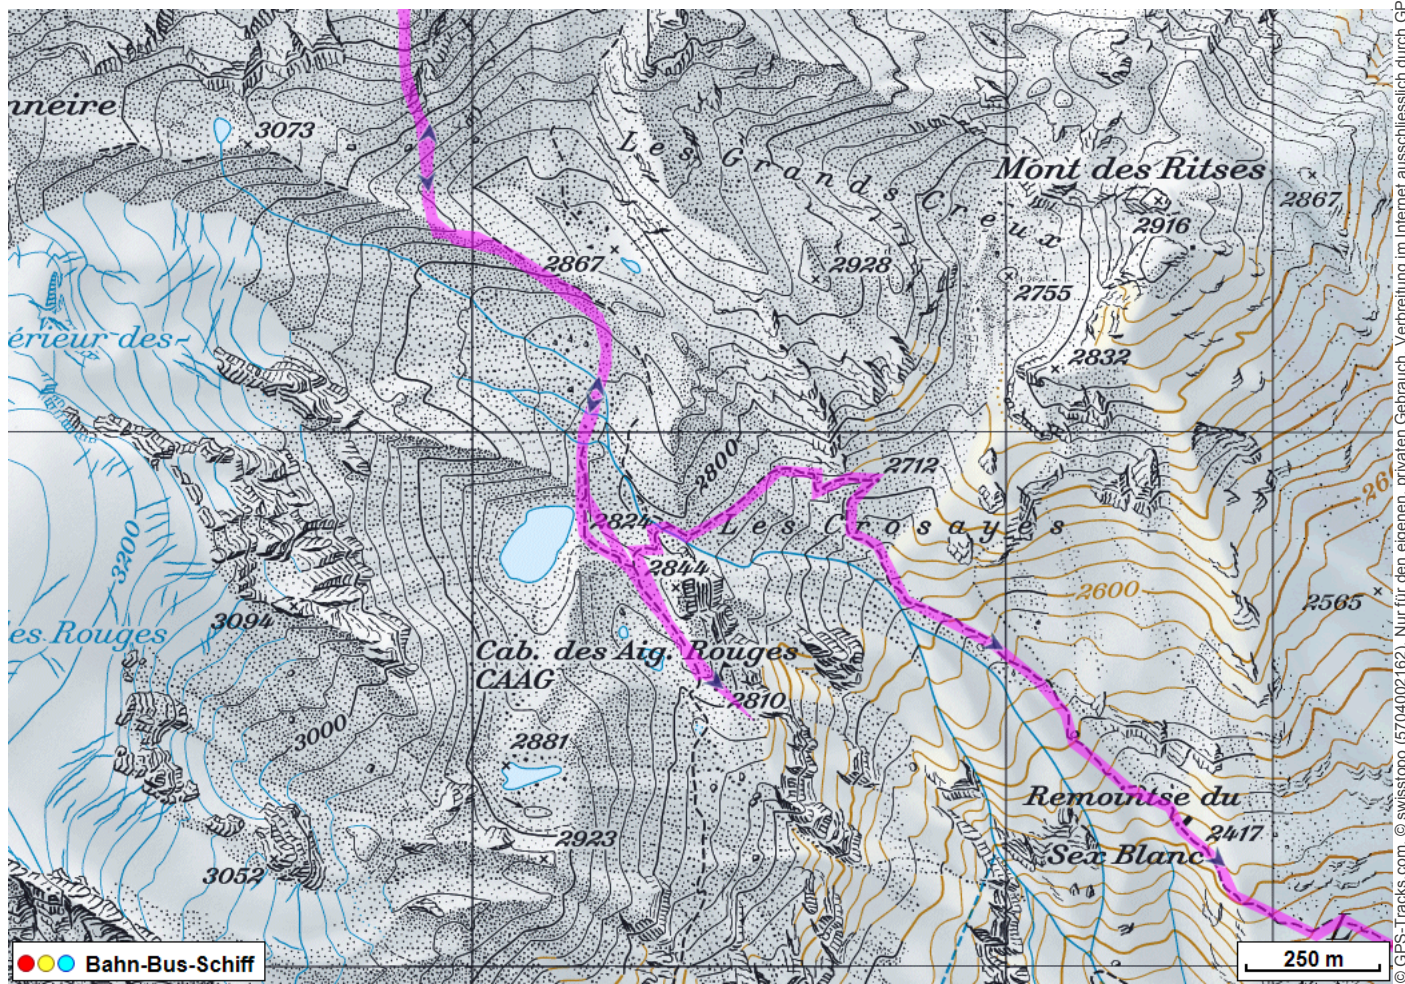 nneire
3073
Les Grands Creux
Mont des Ritses
2867
2916
2867
2928
2755
érieur des
2832
2800
2712
3200
2824
Les Crosayes
2844
2600
2565
3094
les Rouges
Cab. des Aig. Rouges
CAAG
2810
3000
2881
Remointse du
2417
Sex Blanc
2923
3052
L
Bahn-Bus-Schiff
250 m
© GPS-Tracks.com, © swisstopo (5704002162) Nur für den eigenen, privaten Gebrauch. Verbreitung im Internet ausschliesslich durch GP